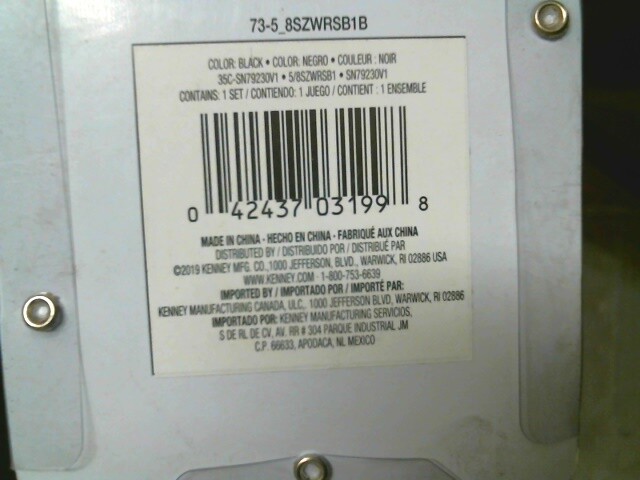 73-5_8SZWRSB1B
COLOR: BLACK • COLOR: NEGRO • COULEUR : NOIR
35C-SN79230V1 • 5/8SZWRSB1 • SN79230V1
CONTAINS: 1 SET / CONTIENDO: 1 JUEGO / CONTIENT : 1 ENSEMBLE
0 42437 03199 8
MADE IN CHINA • HECHO EN CHINA • FABRIQUÉ AUX CHINA
DISTRIBUTED BY / DISTRIBUIDO POR / DISTRIBUÉ PAR
©2019 KENNEY MFG. CO., 1000 JEFFERSON, BLVD., WARWICK, RI 02886 USA
WWW.KENNEY.COM • 1-800-753-6639
IMPORTED BY / IMPORTADO POR / IMPORTÉ PAR:
KENNEY MANUFACTURING CANADA, ULC., 1000 JEFFERSON BLVD, WARWICK, RI 02886
IMPORTADO POR: KENNEY MANUFACTURING SERVICIOS,
S DE RL DE CV, AV. RR # 304 PARQUE INDUSTRIAL JM
C.P. 66633, APODACA, NL MEXICO